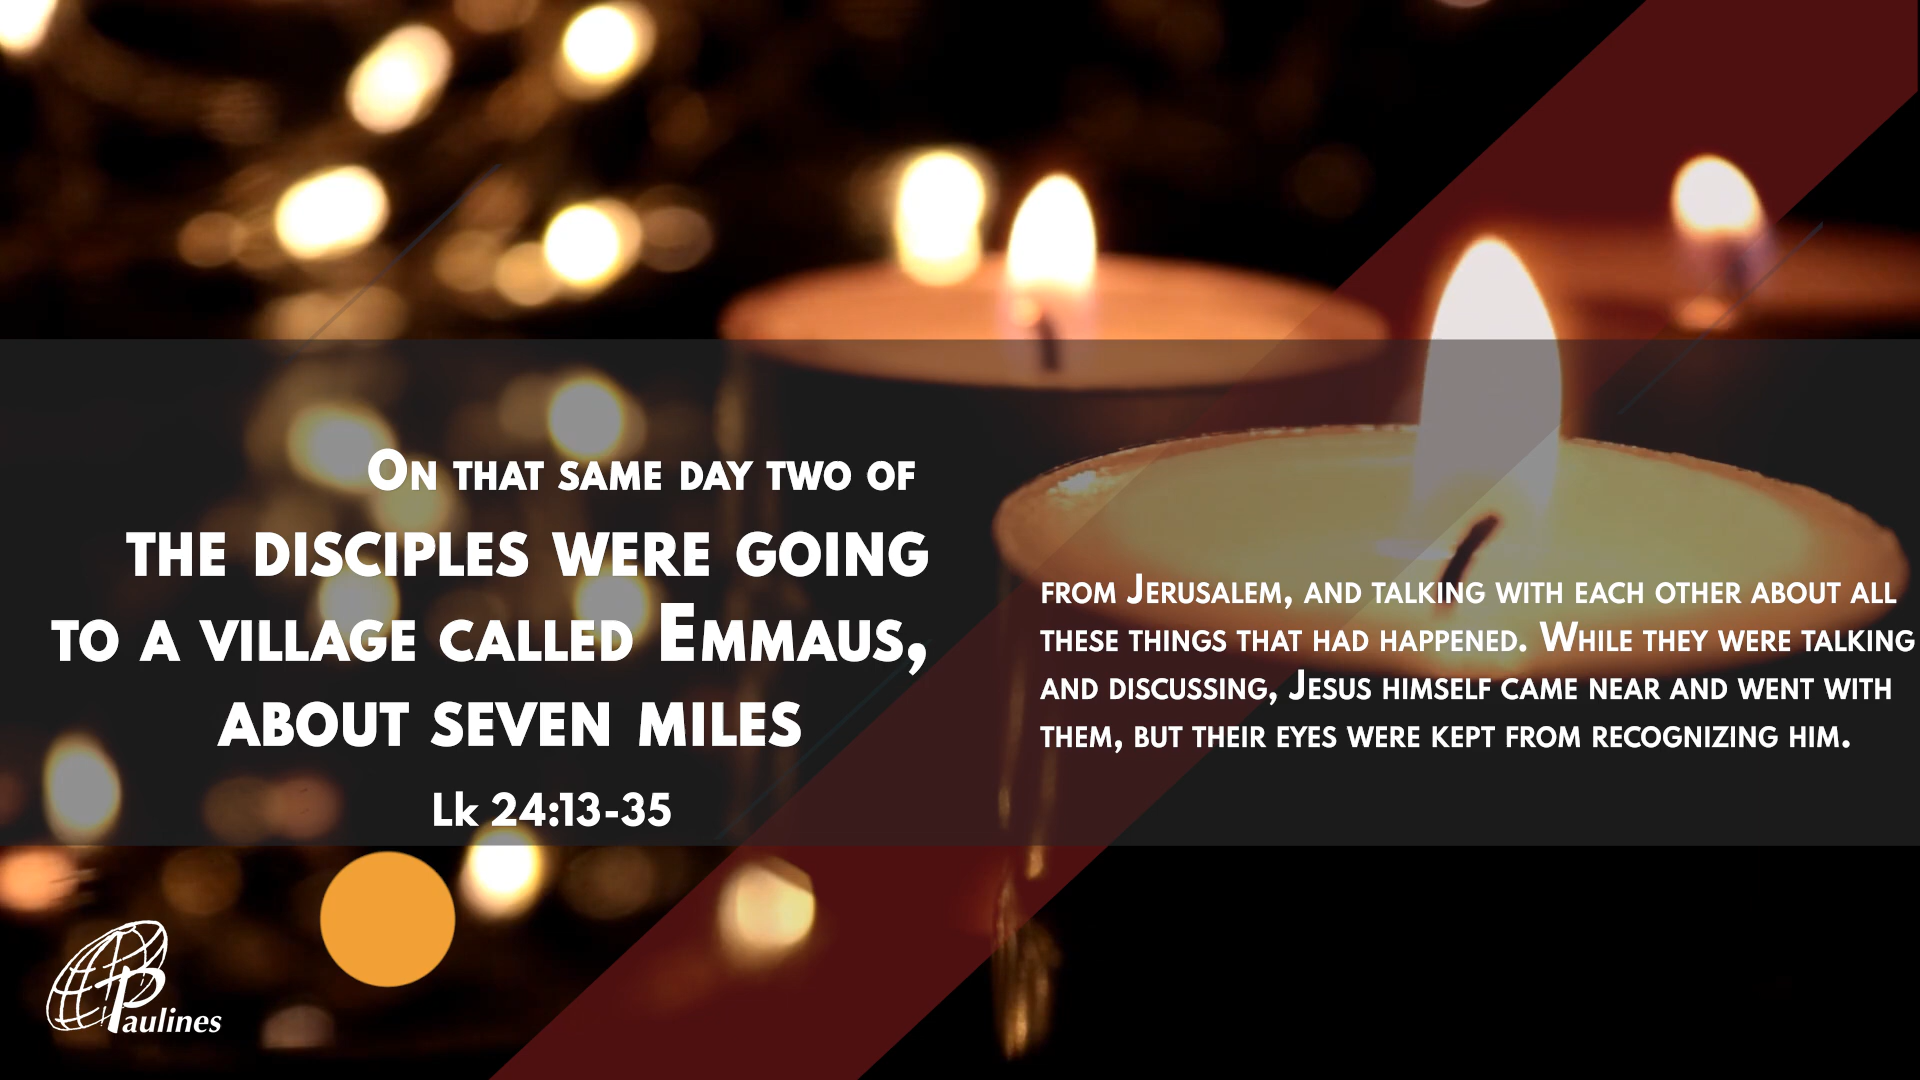 On that same day two of
the disciples were going
to a village called Emmaus,
about seven miles
Lk 24:13-35
from Jerusalem, and talking with each other about all
these things that had happened. While they were talking
and discussing, Jesus himself came near and went with
them, but their eyes were kept from recognizing him.
Paulines